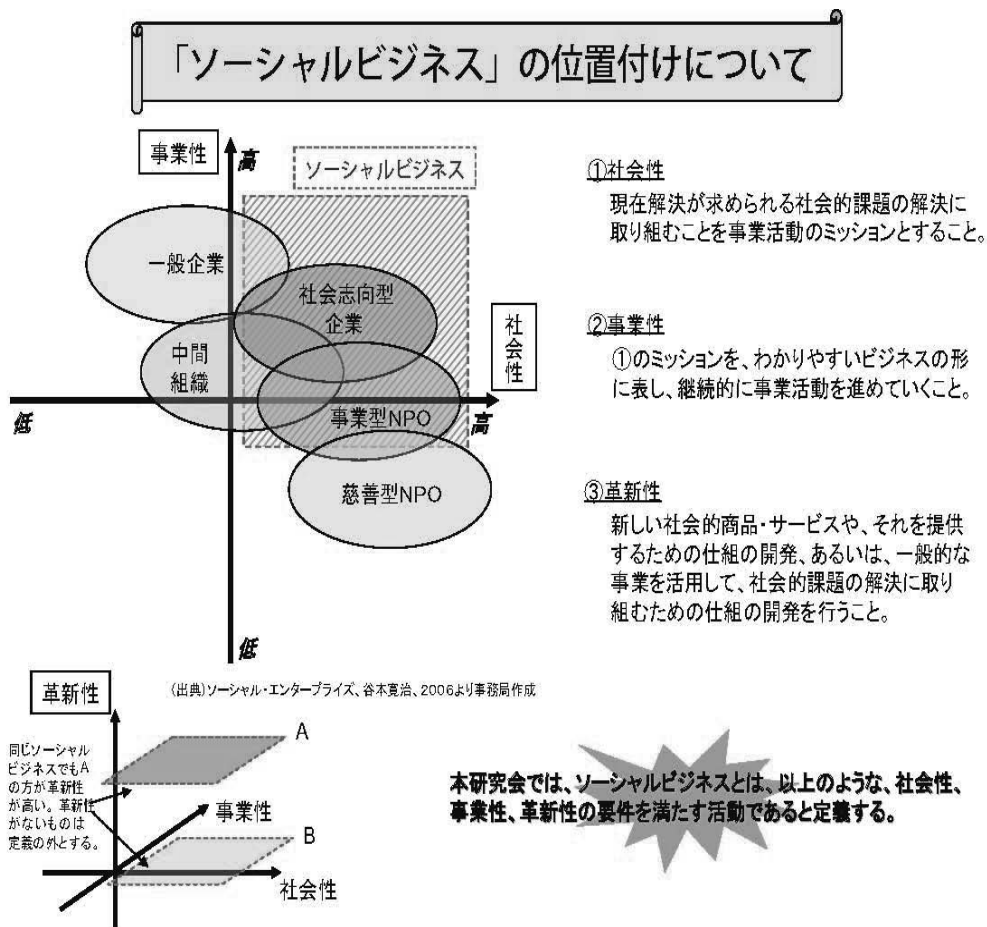 「ソーシャルビジネス」の位置付けについて
事業性
高
ソーシャルビジネス
一般企業
社会志向型
企業
中間
組織
社会性
低
高
事業型NPO
慈善型NPO
低
①社会性
現在解決が求められる社会的課題の解決に
取り組むことを事業活動のミッションとすること。
②事業性
①のミッションを、わかりやすいビジネスの形
に表し、継続的に事業活動を進めていくこと。
③革新性
新しい社会的商品・サービスや、それを提供
するための仕組の開発、あるいは、一般的な
事業を活用して、社会的課題の解決に取り
組むための仕組の開発を行うこと。
(出典)ソーシャル・エンタープライズ、谷本寛治、2006より事務局作成
革新性
A
同じソーシャル
ビジネスでもA
の方が革新性
が高い。革新性
がないものは
定義の外とする。
事業性
B
社会性
本研究会では、ソーシャルビジネスとは、以上のような、社会性、
事業性、革新性の要件を満たす活動であると定義する。